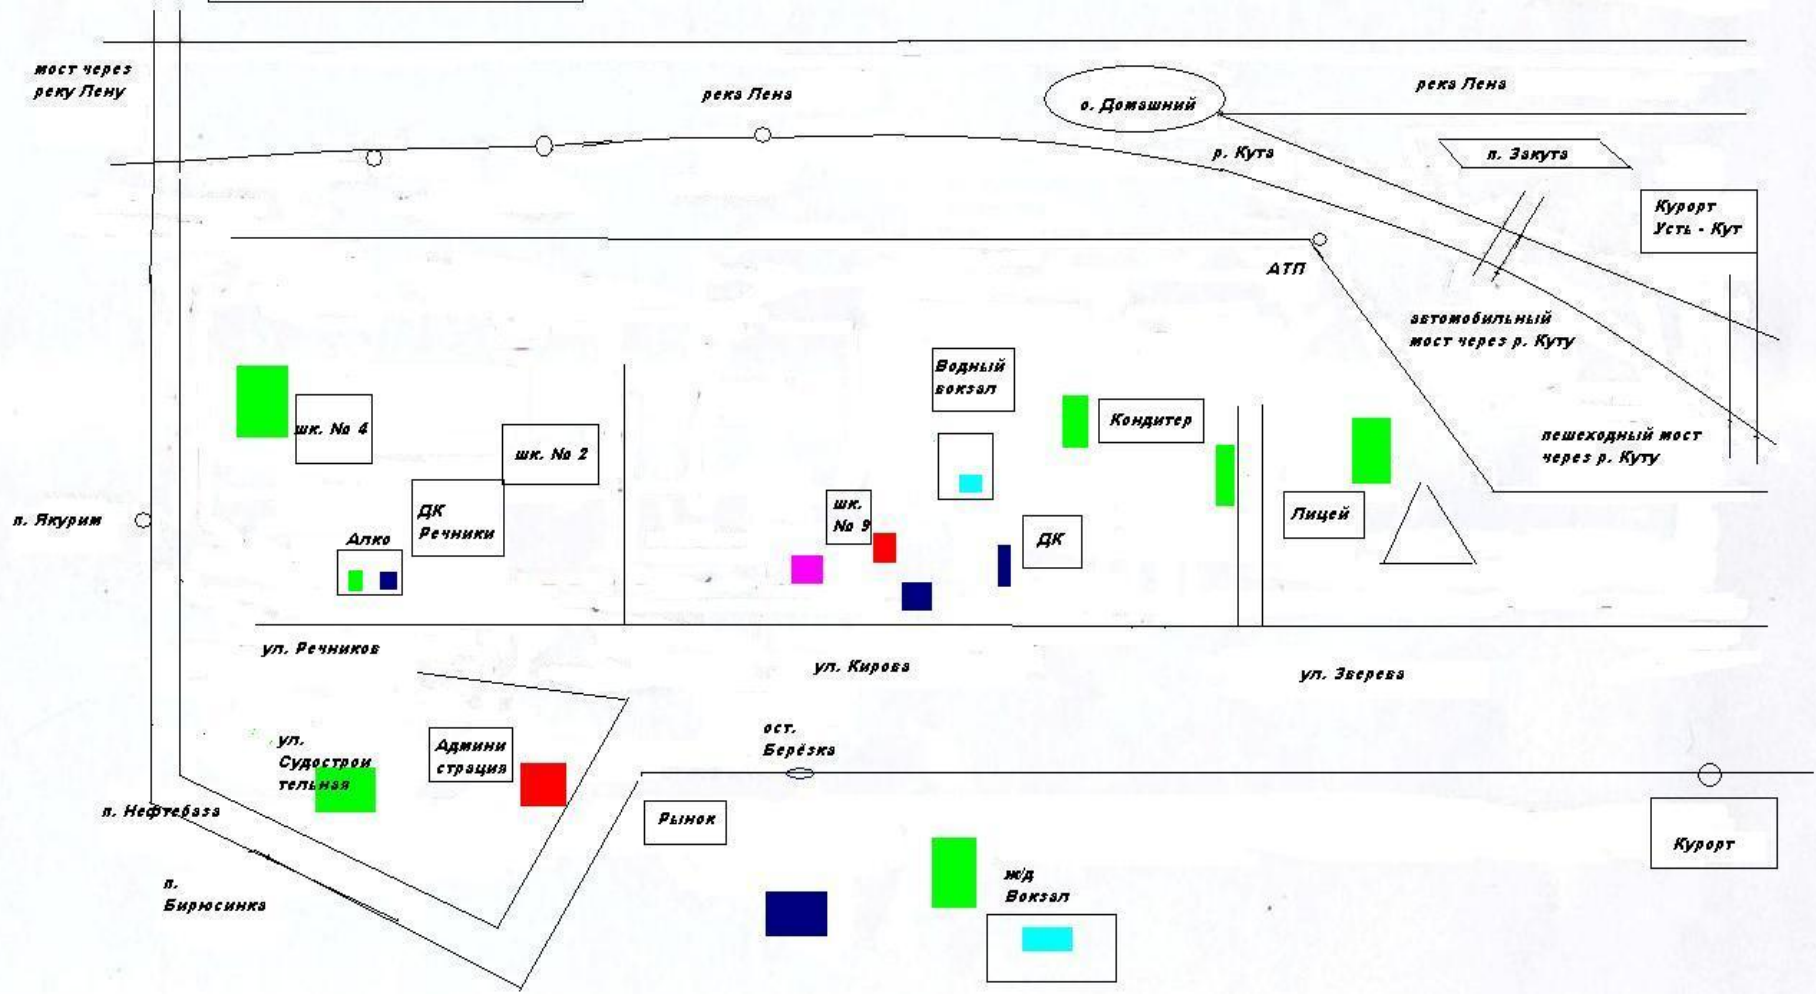 мост через
реку Лену
река Лена
о. Домашний
река Лена
р. Кута
п. Закута
Курорт
Усть - Кут
АТП
автомобильный
мост через р. Куту
Водный
вокзал
Кондитер
шк. № 4
шк. № 2
пешеходный мост
через р. Куту
ДК
Речники
шк.
№ 9
Лицей
п. Якурим
Алко
ДК
ул. Речников
ул. Кирова
ул. Зверева
ул.
Судострои
тельная
Админи
страция
ост.
Берёзка
п. Нефтебаза
Рынок
Курорт
п.
Бирюсинка
ж/д
Вокзал